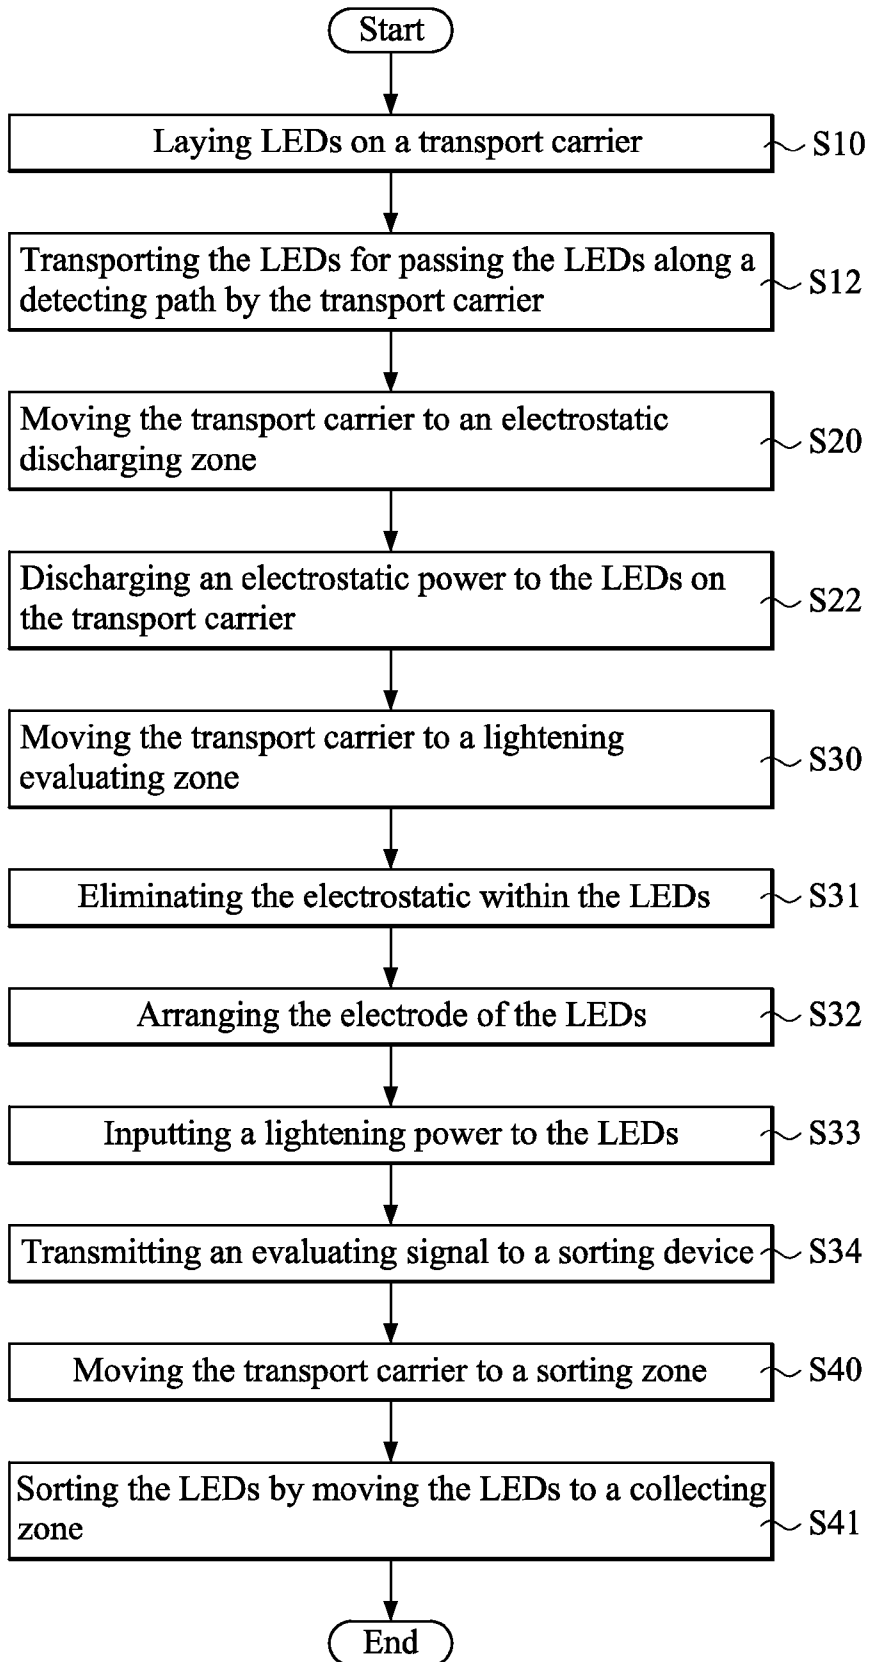 Start
Laying LEDs on a transport carrier
S10
Transporting the LEDs for passing the LEDs along a
detecting path by the transport carrier
S12
Moving the transport carrier to an electrostatic
discharging zone
S20
Discharging an electrostatic power to the LEDs on
the transport carrier
S22
Moving the transport carrier to a lightening
evaluating zone
S30
Eliminating the electrostatic within the LEDs
S31
Arranging the electrode of the LEDs
S32
Inputting a lightening power to the LEDs
S33
Transmitting an evaluating signal to a sorting device
S34
Moving the transport carrier to a sorting zone
S40
Sorting the LEDs by moving the LEDs to a collecting
zone
S41
End